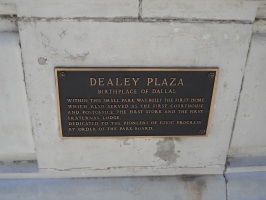 DEALEY PLAZA
BIRTHPLACE OF DALLAS
WITHIN THIS SMALL PARK WAS BUILT THE FIRST HOME
WHICH ALSO SERVED AS THE FIRST COURTHOUSE
AND POSTOFFICE, THE FIRST STORE AND THE FIRST
FRATERNAL LODGE.
DEDICATED TO THE PIONEERS OF CIVIC PROGRESS
BY ORDER OF THE PARK BOARD.